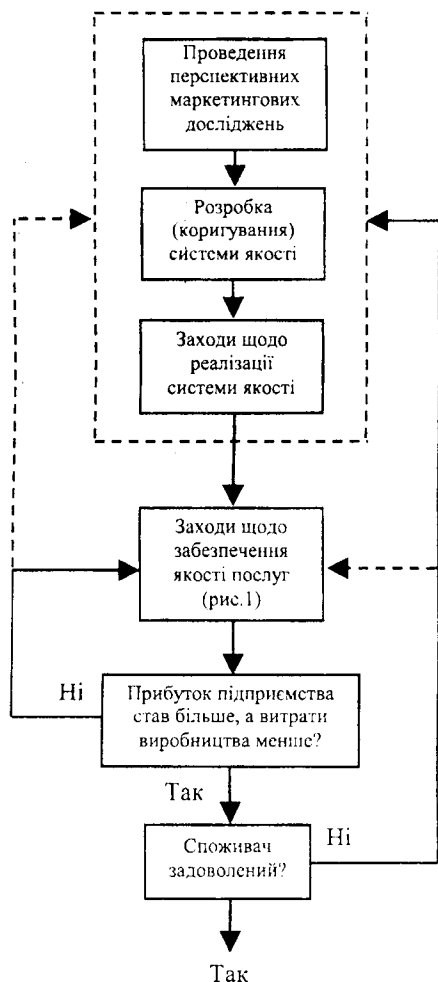 Проведення
перспективних
маркетингових
досліджень
Розробка
(коригування)
системи якості
Заходи щодо
реалізації
системи якості
Заходи щодо
забезпечення
якості послуг
(рис.1)
Ні
Прибуток підприємства
став більше, а витрати
виробництва менше?
Так
Ні
Споживач
задоволений?
Так